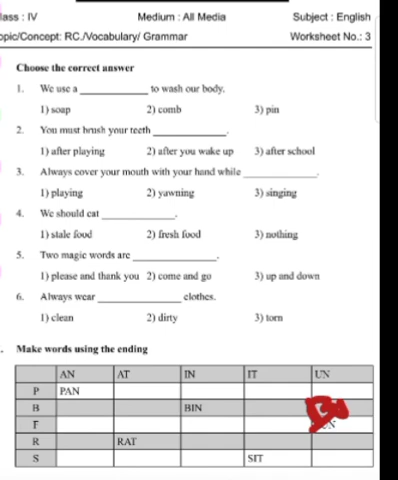 lass : IV Medium : All Media Subject : English
opic/Concept: RC./Vocabulary/ Grammar Worksheet No.: 3
Choose the correct answer
1. We use a __________ to wash our body.
1) soap 2) comb 3) pin
2. You must brush your teeth __________.
1) after playing 2) after you wake up 3) after school
3. Always cover your mouth with your hand while __________.
1) playing 2) yawning 3) singing
4. We should eat __________.
1) stale food 2) fresh food 3) nothing
5. Two magic words are __________.
1) please and thank you 2) come and go 3) up and down
6. Always wear __________ clothes.
1) clean 2) dirty 3) torn
Make words using the ending
AN AT IN IT UN
P PAN
B BIN
F
R RAT
S SIT